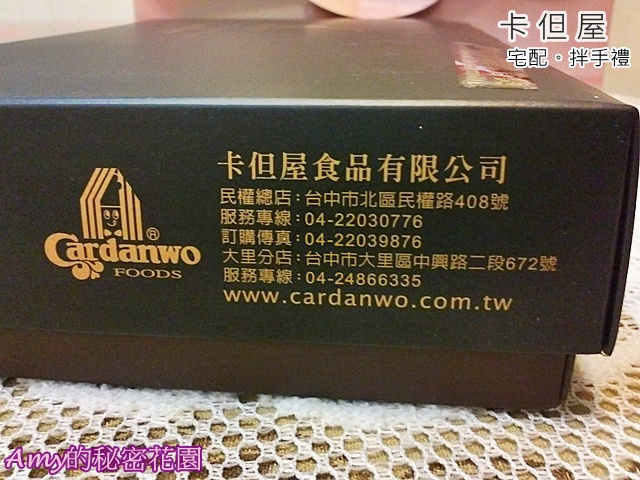 卡但屋
宅配。拌手禮
卡但屋食品有限公司
民權總店：台中市北區民權路408號
服務專線：04-22030776
訂購傳真：04-22039876
大里分店：台中市大里區中興路二段672號
服務專線：04-24866335
www.cardanwo.com.tw
Cardanwo®
FOODS
Amy的秘密花園